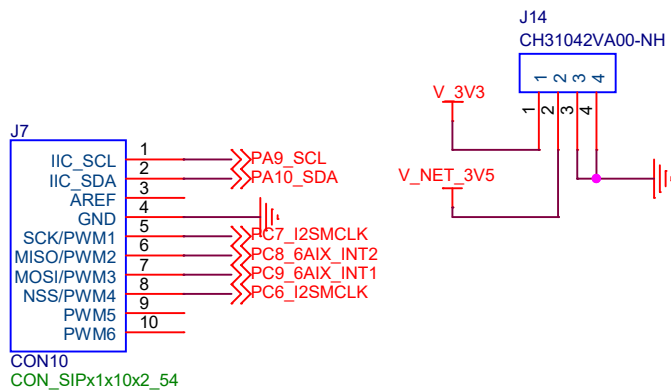 J14
CH31042VA00-NH
1 2 3 4
V_3V3
1 2 3 4
J7
V_NET_3V5
IIC_SCL 1 PA9_SCL
IIC_SDA 2 PA10_SDA
AREF 3
GND 4
SCK/PWM1 5 PC7_I2SMCLK
MISO/PWM2 6 PC8_6AIX_INT2
MOSI/PWM3 7 PC9_6AIX_INT1
NSS/PWM4 8 PC6_I2SMCLK
PWM5 9
PWM6 10
CON10
CON_SIPx1x10x2_54